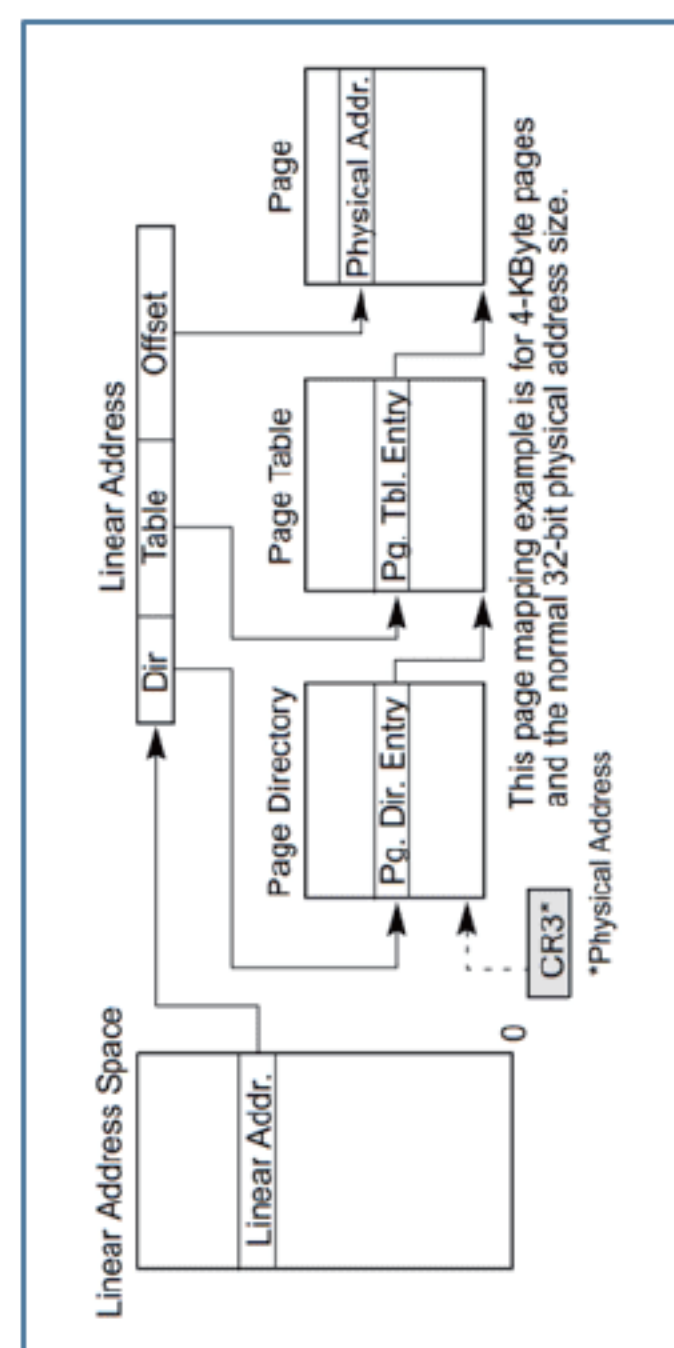 Linear Address Space
Linear Addr.
0
Linear Address
Dir Table Offset
Page Directory
Pg. Dir. Entry
Page Table
Pg. Tbl. Entry
Page
Physical Addr.
CR3*
This page mapping example is for 4-KByte pages
and the normal 32-bit physical address size.
*Physical Address